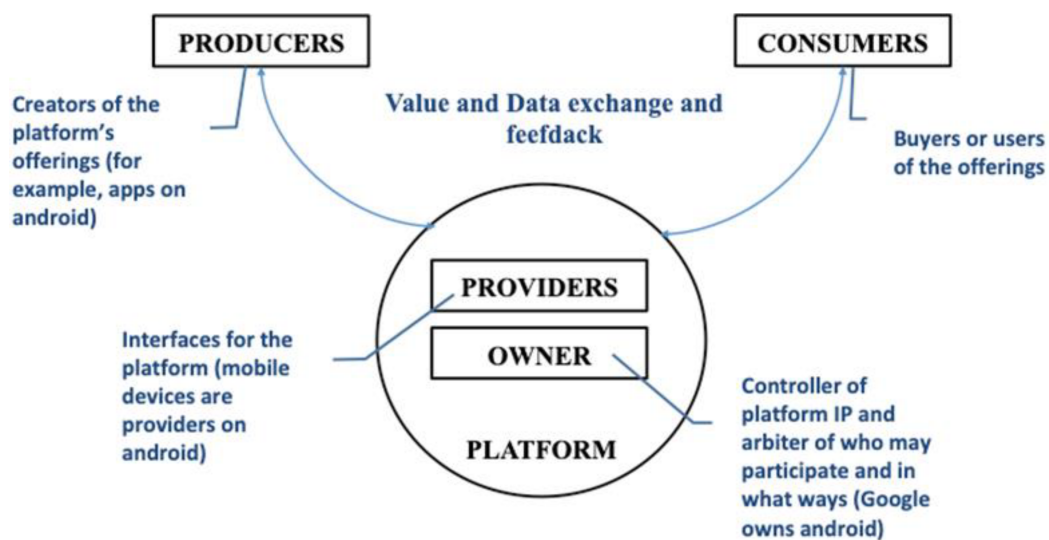 PRODUCERS
CONSUMERS
Creators of the
platform's
offerings (for
example, apps on
android)
Value and Data exchange and
feefdack
Buyers or users
of the offerings
PROVIDERS
OWNER
PLATFORM
Interfaces for the
platform (mobile
devices are
providers on
android)
Controller of
platform IP and
arbiter of who may
participate and in
what ways (Google
owns android)